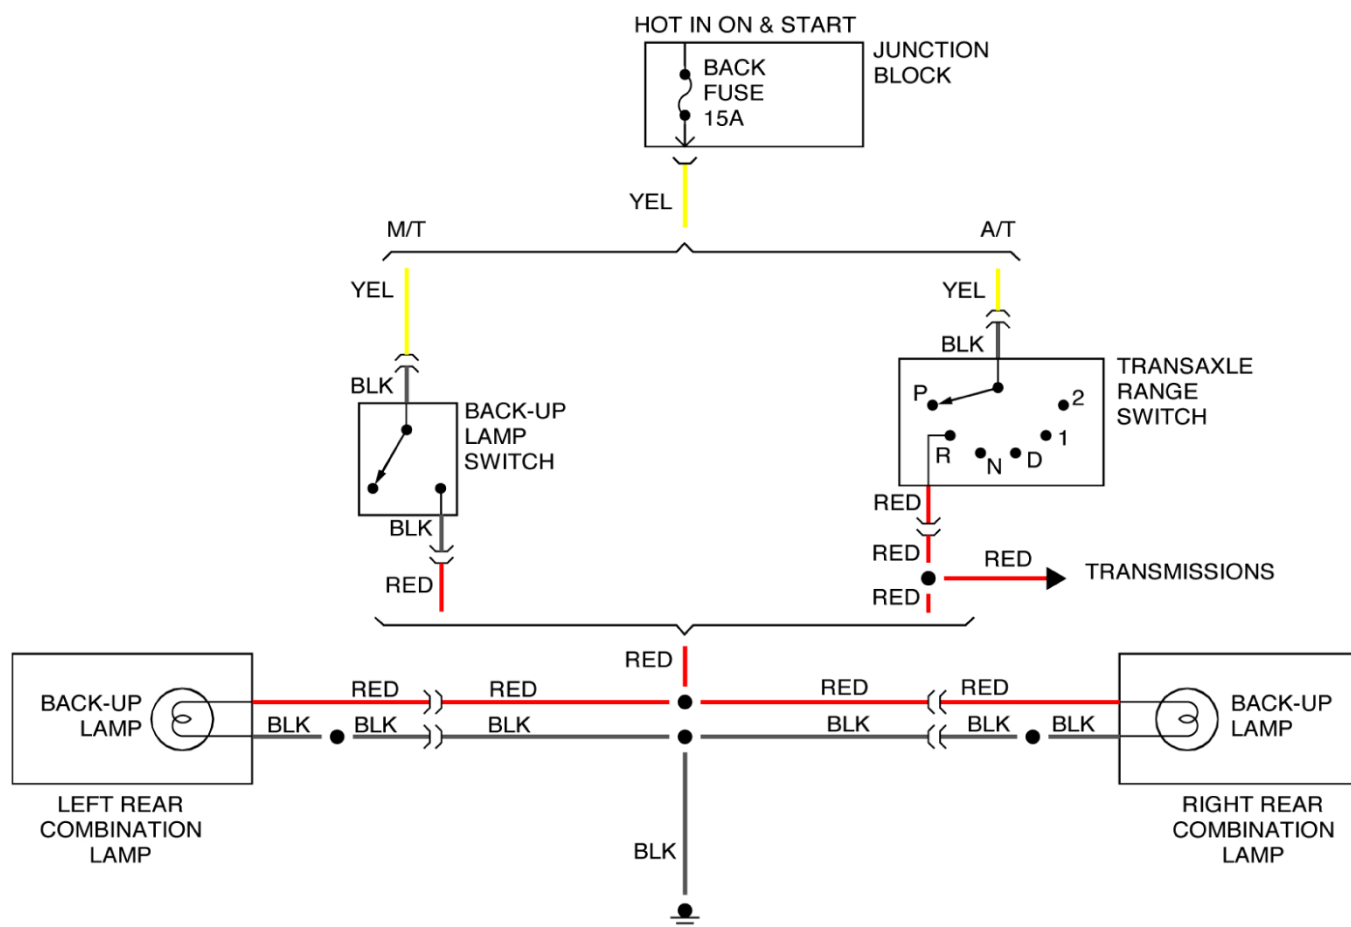 HOT IN ON & START
JUNCTION
BLOCK
BACK
FUSE
15A
YEL
M/T
A/T
YEL
YEL
BLK
BLK
BACK-UP
LAMP
SWITCH
TRANSAXLE
RANGE
SWITCH
P
2
R
1
N
D
BLK
RED
RED
RED
RED
RED
TRANSMISSIONS
RED
BACK-UP
LAMP
RED
RED
RED
RED
BLK
BLK
BLK
BLK
BLK
BLK
BACK-UP
LAMP
LEFT REAR
COMBINATION
LAMP
BLK
RIGHT REAR
COMBINATION
LAMP